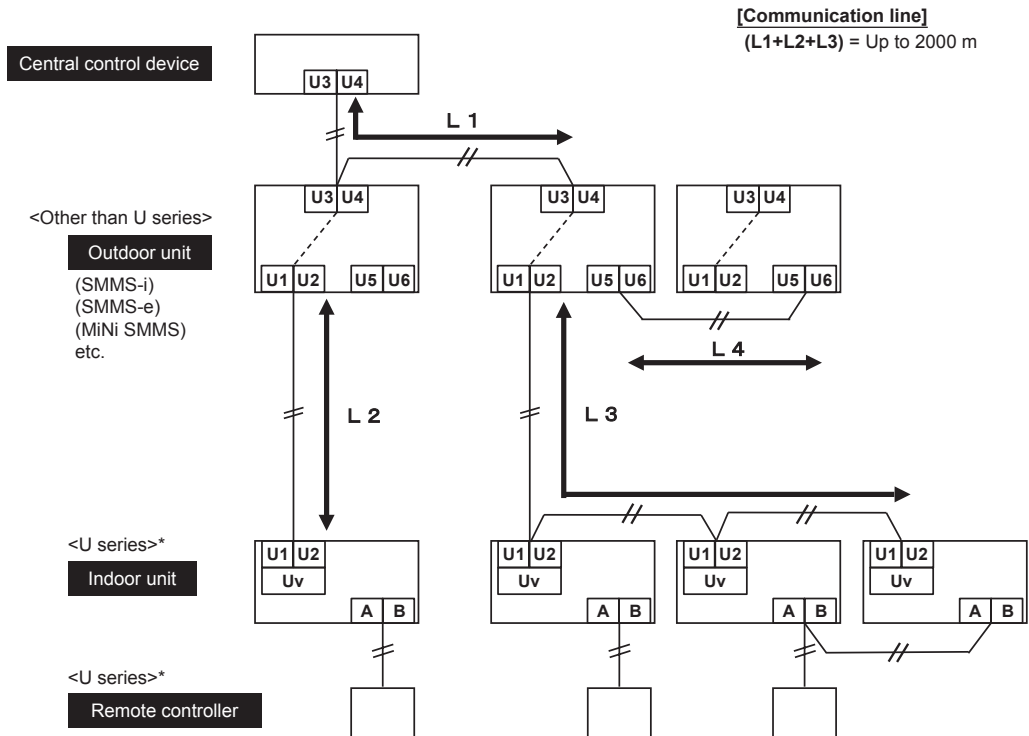 [Communication line]
(L1+L2+L3) = Up to 2000 m
Central control device
U3 U4
L 1
U3 U4
U3 U4
U3 U4
<Other than U series>
Outdoor unit
(SMMS-i)
(SMMS-e)
(MiNi SMMS)
etc.
U1 U2 U5 U6
U1 U2 U5 U6
U1 U2 U5 U6
L 4
L 2
L 3
<U series>*
Indoor unit
U1 U2
Uv
A B
U1 U2
Uv
A B
U1 U2
Uv
A B
U1 U2
Uv
A B
<U series>*
Remote controller